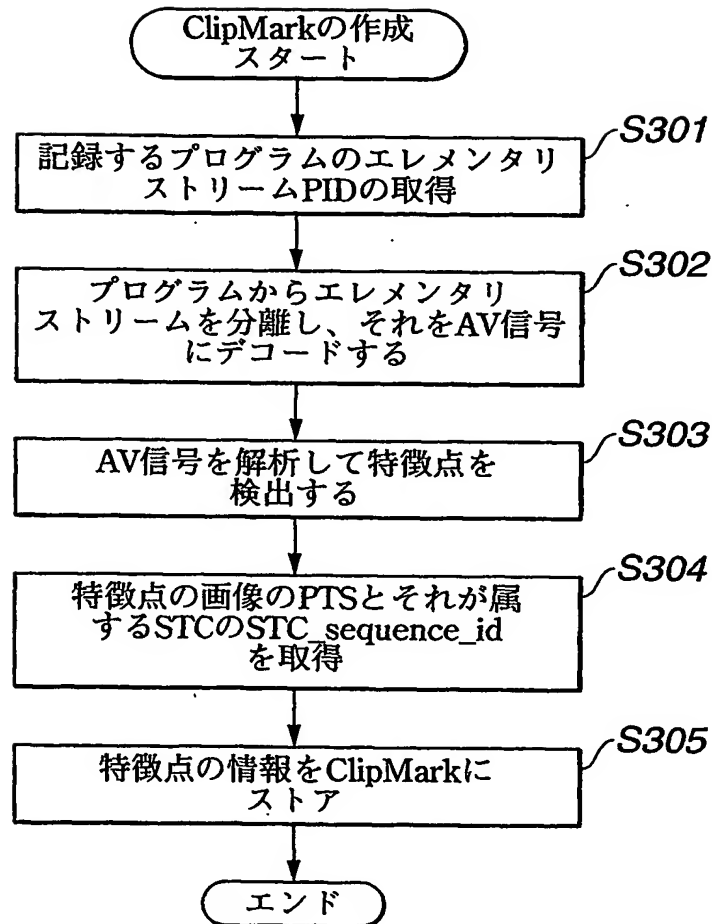 ClipMarkの作成
スタート
S301
記録するプログラムのエレメンタリ
ストリームPIDの取得
S302
プログラムからエレメンタリ
ストリームを分離し、それをAV信号
にデコードする
S303
AV信号を解析して特徴点を
検出する
S304
特徴点の画像のPTSとそれが属
するSTCのSTC_sequence_id
を取得
S305
特徴点の情報をClipMarkに
ストア
エンド